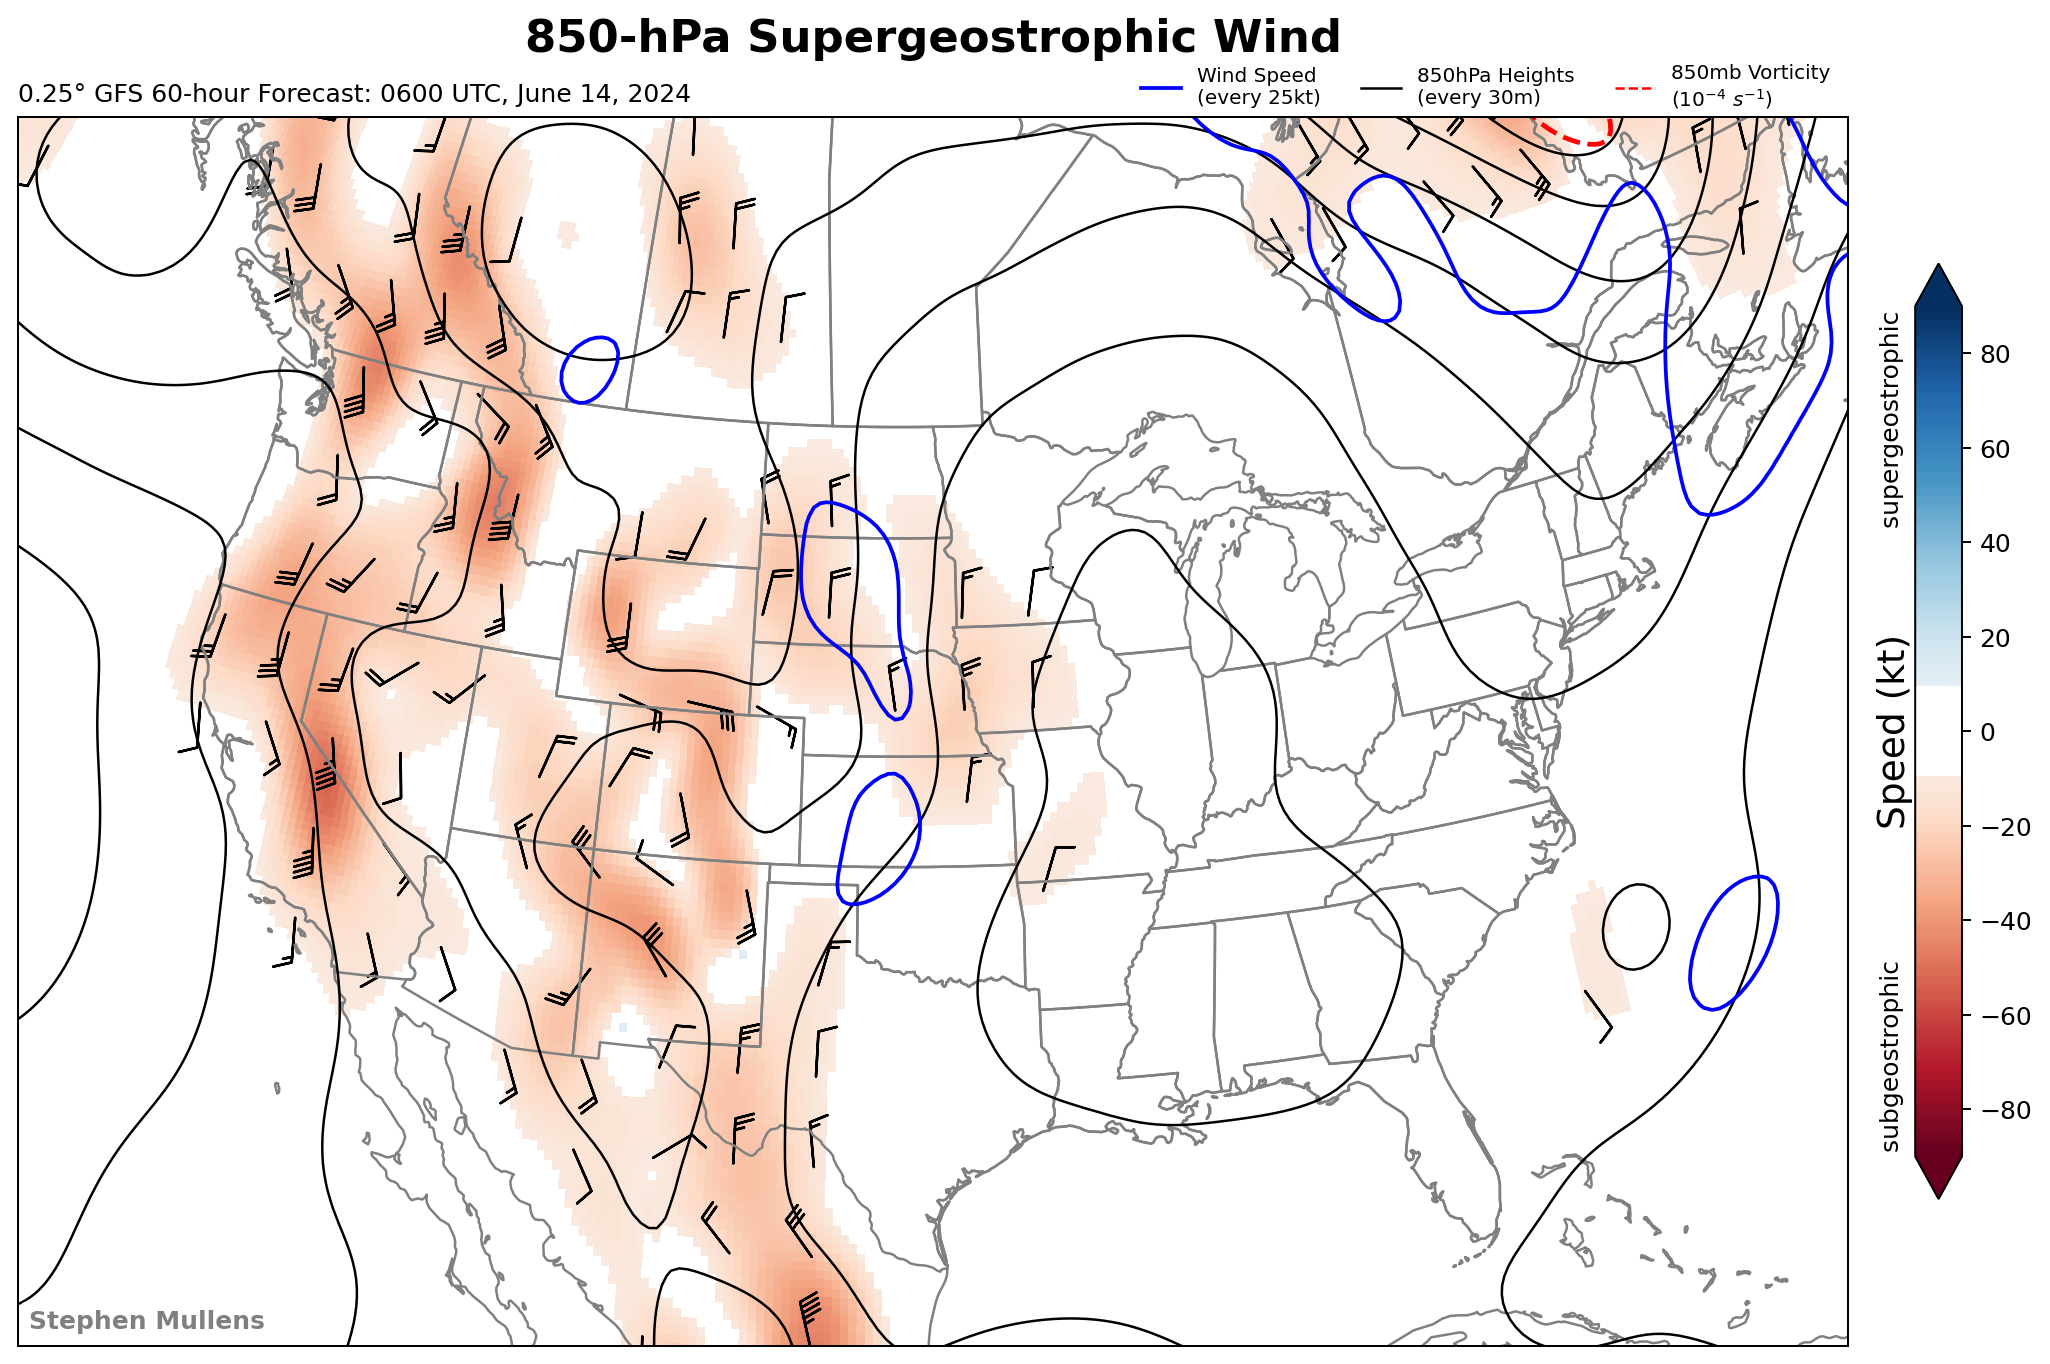 850-hPa Supergeostrophic Wind
0.25° GFS 60-hour Forecast: 0600 UTC, June 14, 2024
Wind Speed
(every 25kt)
850hPa Heights
(every 30m)
850mb Vorticity
(10⁻⁴ s⁻¹)
supergeostrophic
Speed (kt)
subgeostrophic
80
60
40
20
0
−20
−40
−60
−80
Stephen Mullens